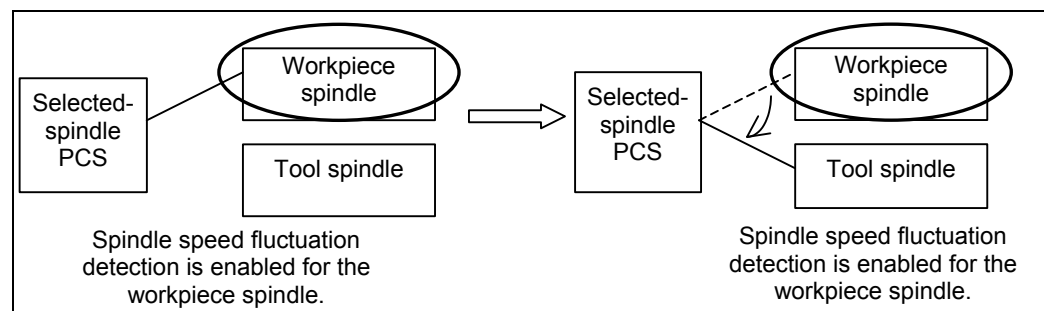 Selected-
spindle
PCS
Workpiece
spindle
Tool spindle
Spindle speed fluctuation
detection is enabled for the
workpiece spindle.
Selected-
spindle
PCS
Workpiece
spindle
Tool spindle
Spindle speed fluctuation
detection is enabled for the
workpiece spindle.